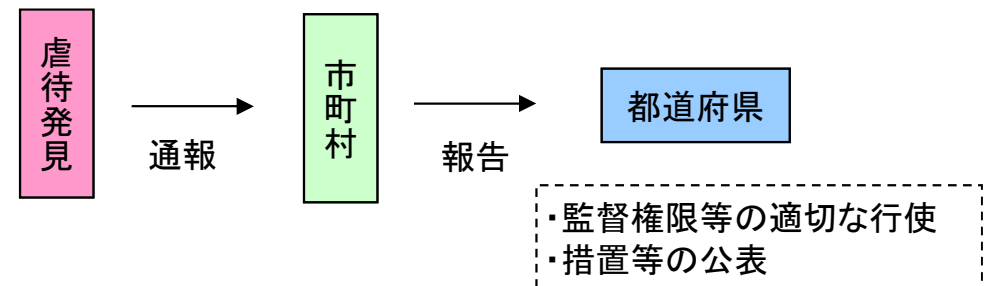 虐待発見
通報
市町村
報告
都道府県
・監督権限等の適切な行使
・措置等の公表